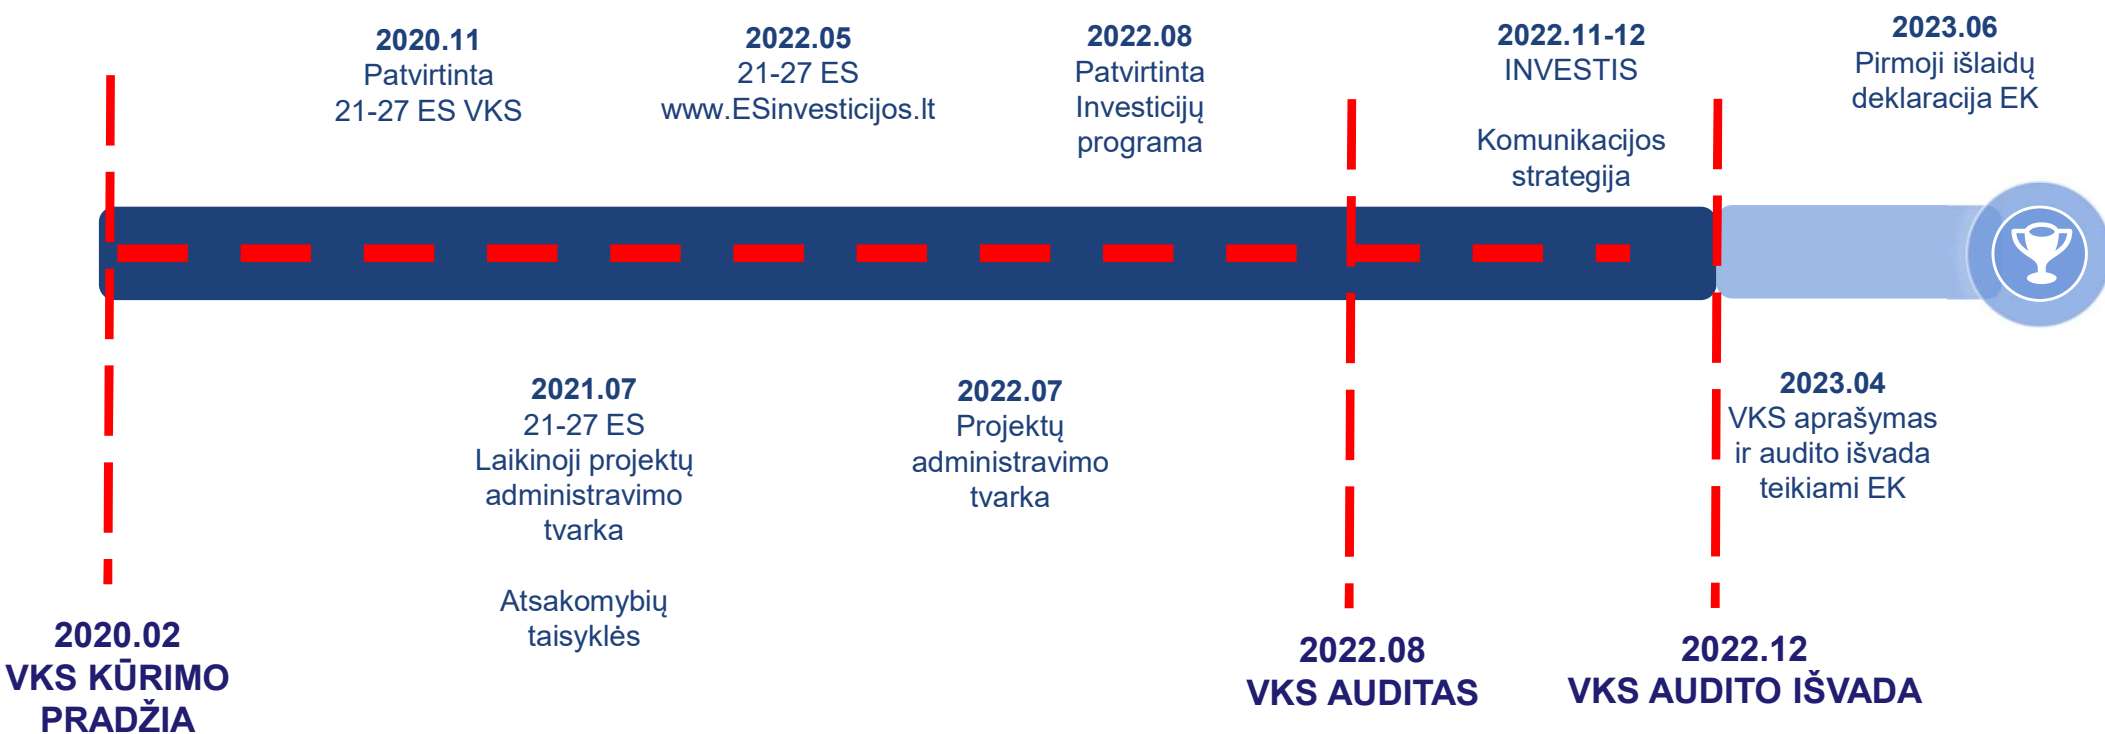 2020.11
Patvirtinta
21-27 ES VKS
2022.05
21-27 ES
www.ESinvesticijos.lt
2022.08
Patvirtinta
Investicijų
programa
2022.11-12
INVESTIS
Komunikacijos
strategija
2023.06
Pirmoji išlaidų
deklaracija EK
2021.07
21-27 ES
Laikinoji projektų
administravimo
tvarka
Atsakomybių
taisyklės
2022.07
Projektų
administravimo
tvarka
2023.04
VKS aprašymas
ir audito išvada
teikiami EK
2020.02
VKS KŪRIMO
PRADŽIA
2022.08
VKS AUDITAS
2022.12
VKS AUDITO IŠVADA